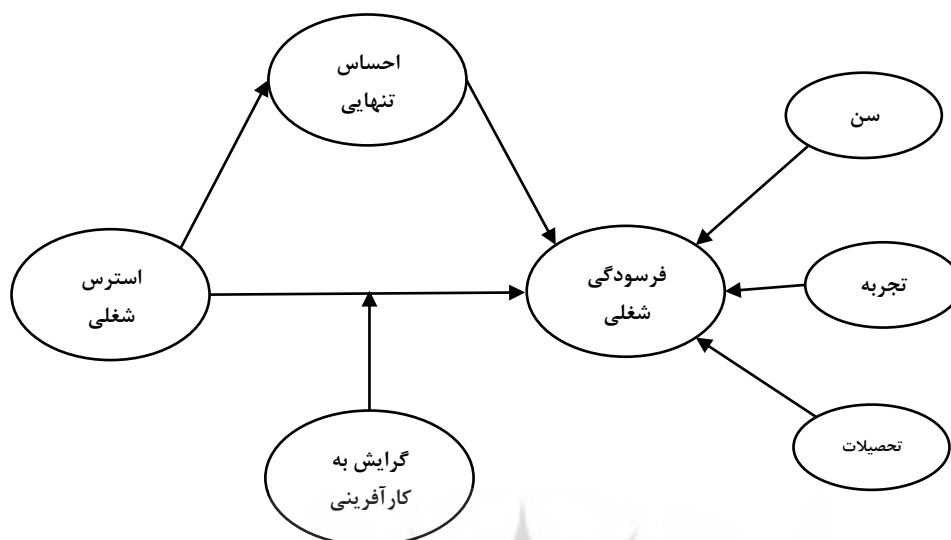 احساس
تنهایی
سن
استرس
شغلی
فرسودگی
شغلی
تجربه
گرایش به
کارآفرینی
تحصیلات